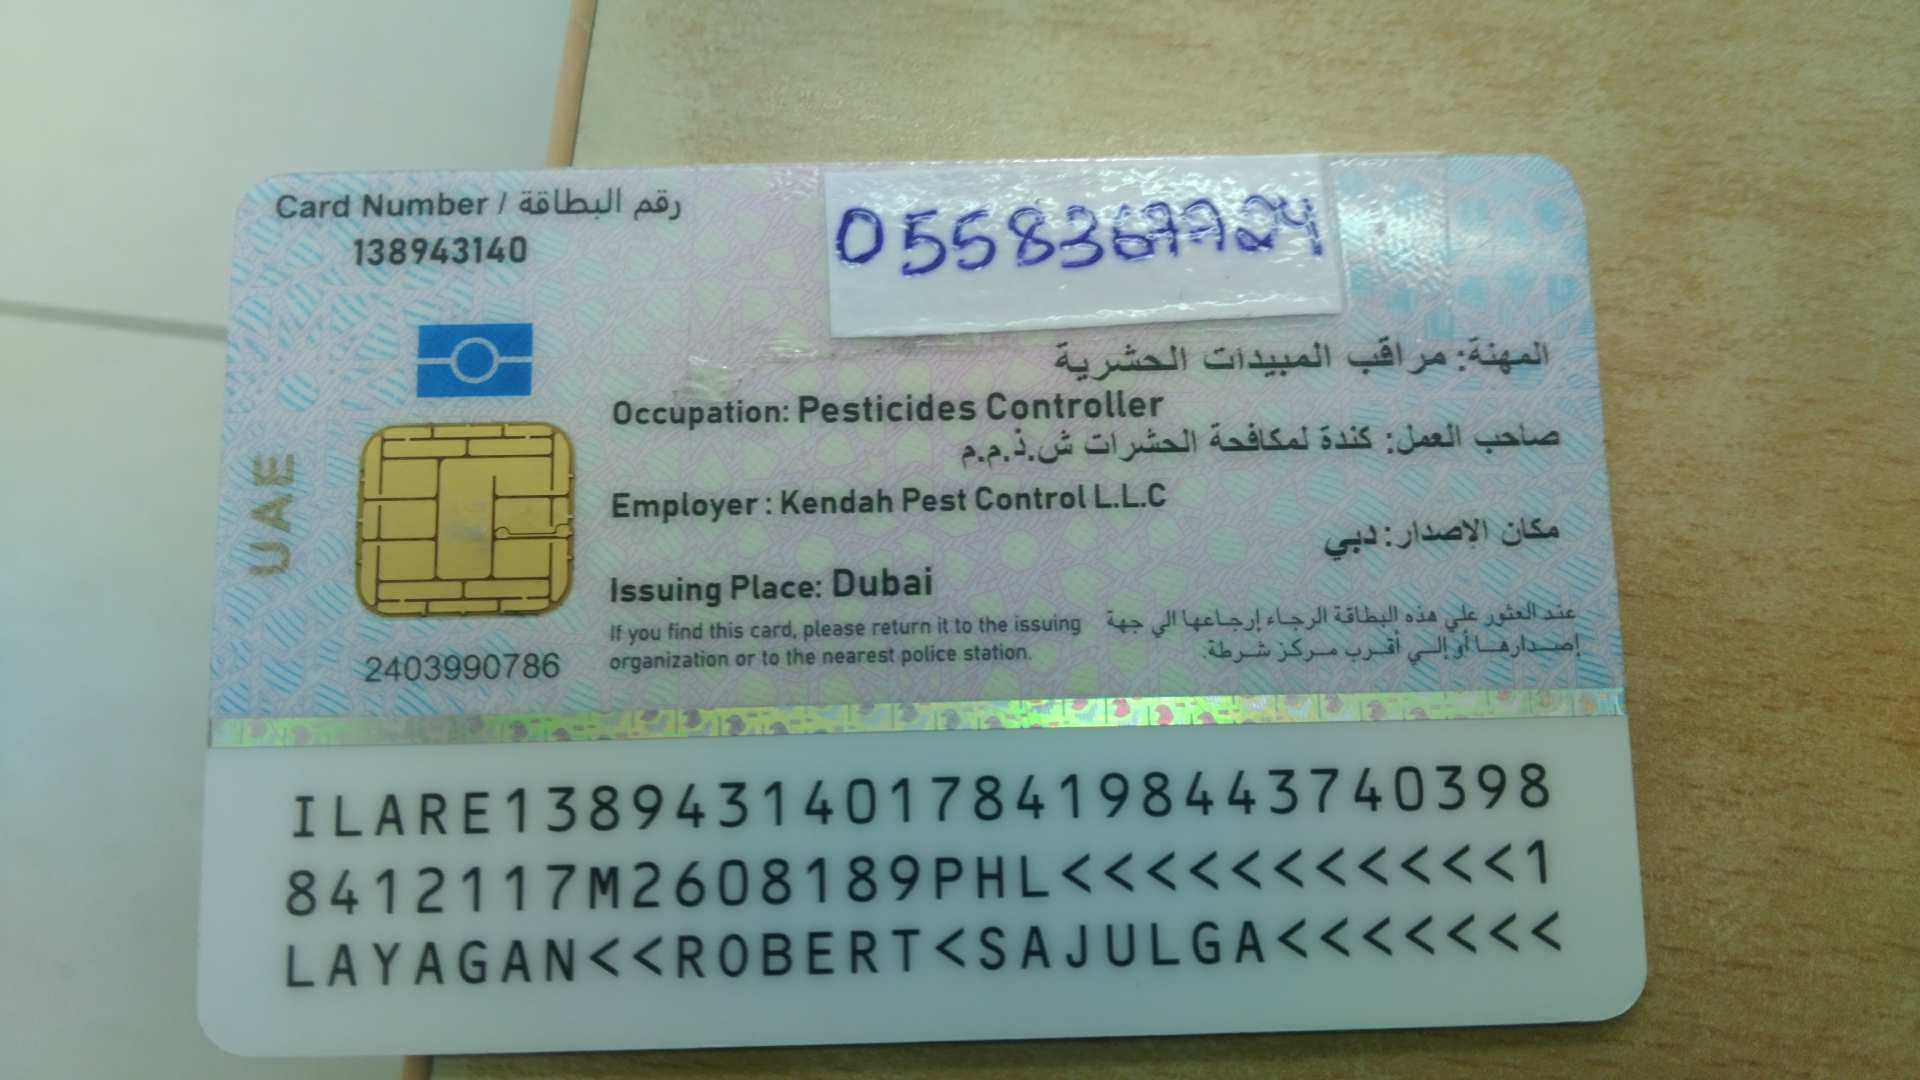 Card Number / رقم البطاقة
138943140
0558367724
المهنة: مراقب المبيدات الحشرية
Occupation: Pesticides Controller
صاحب العمل: كندة لمكافحة الحشرات ش.ذ.م.م
Employer : Kendah Pest Control L.L.C
مكان الإصدار: دبي
Issuing Place: Dubai
UAE
عند العثور علي هذه البطاقة الرجاء إرجاعها الي جهة
إصدارها أو إلي أقرب مركز شرطة.
If you find this card, please return it to the issuing
organization or to the nearest police station.
2403990786
ILARE1389431401784198443740398
8412117M2608189PHL<<<<<<<<<<<1
LAYAGAN<<ROBERT<SAJULGA<<<<<<<